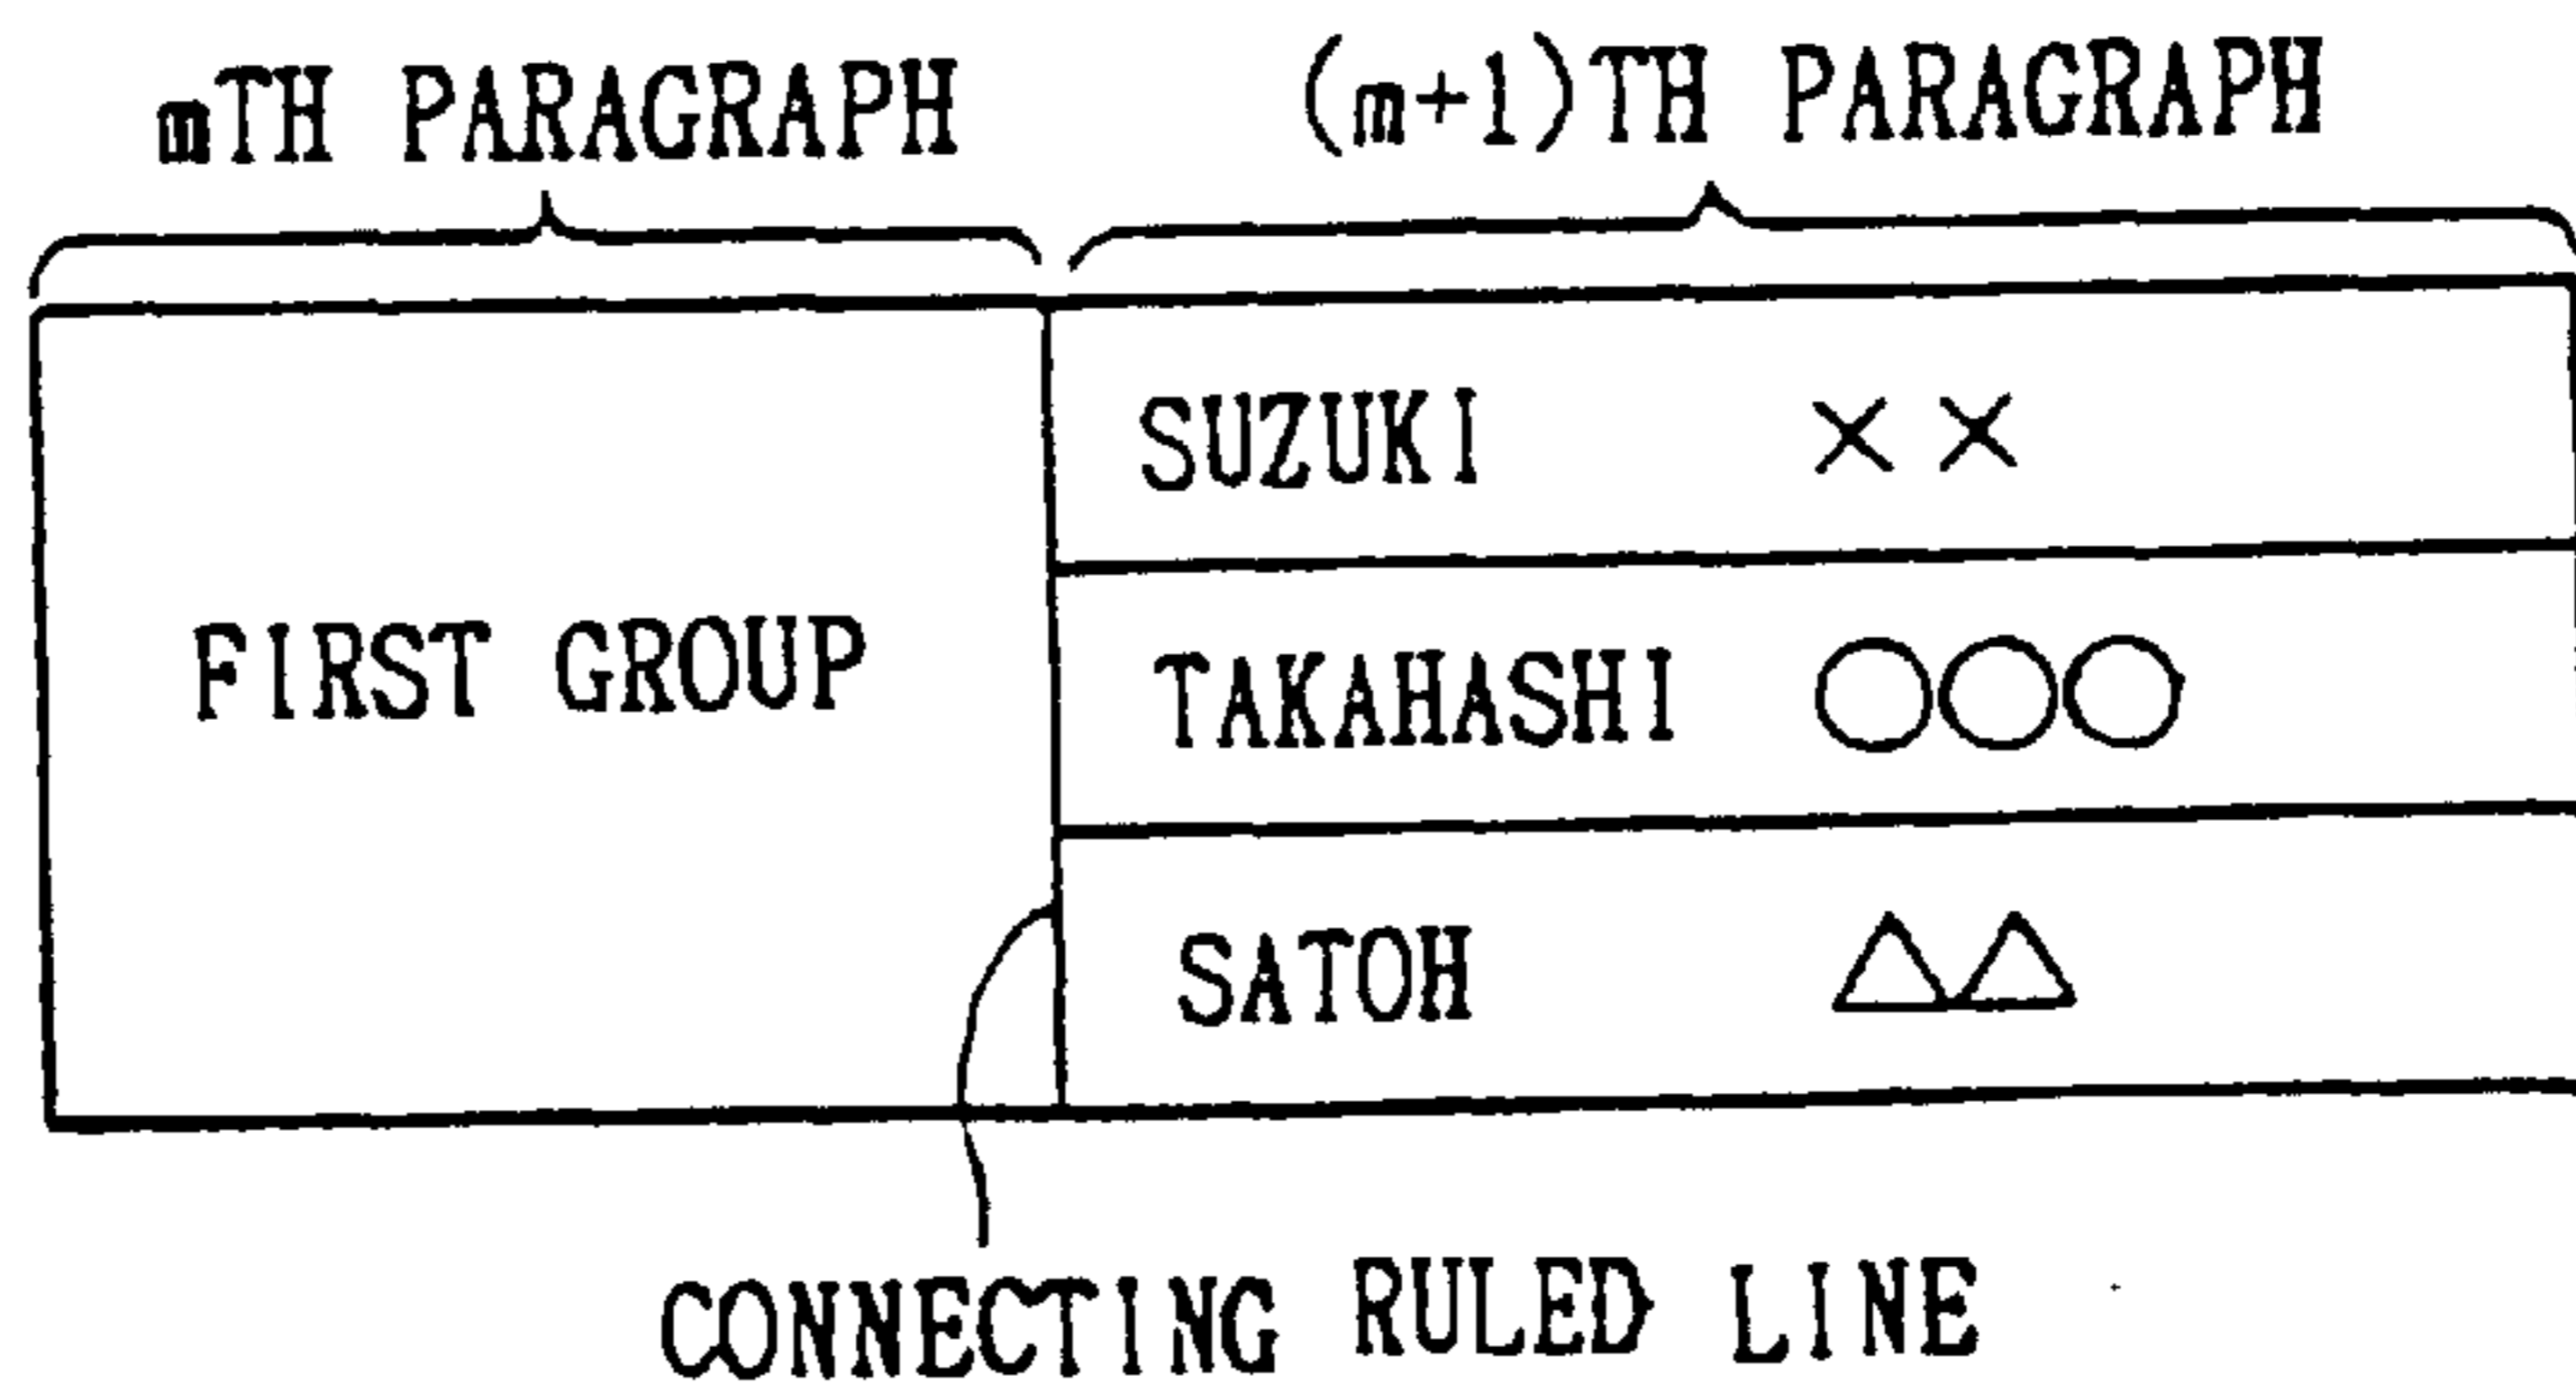 mTH PARAGRAPH (m+1)TH PARAGRAPH
SUZUKI ××
FIRST GROUP TAKAHASHI ○○○
SATOH △△
CONNECTING RULED LINE